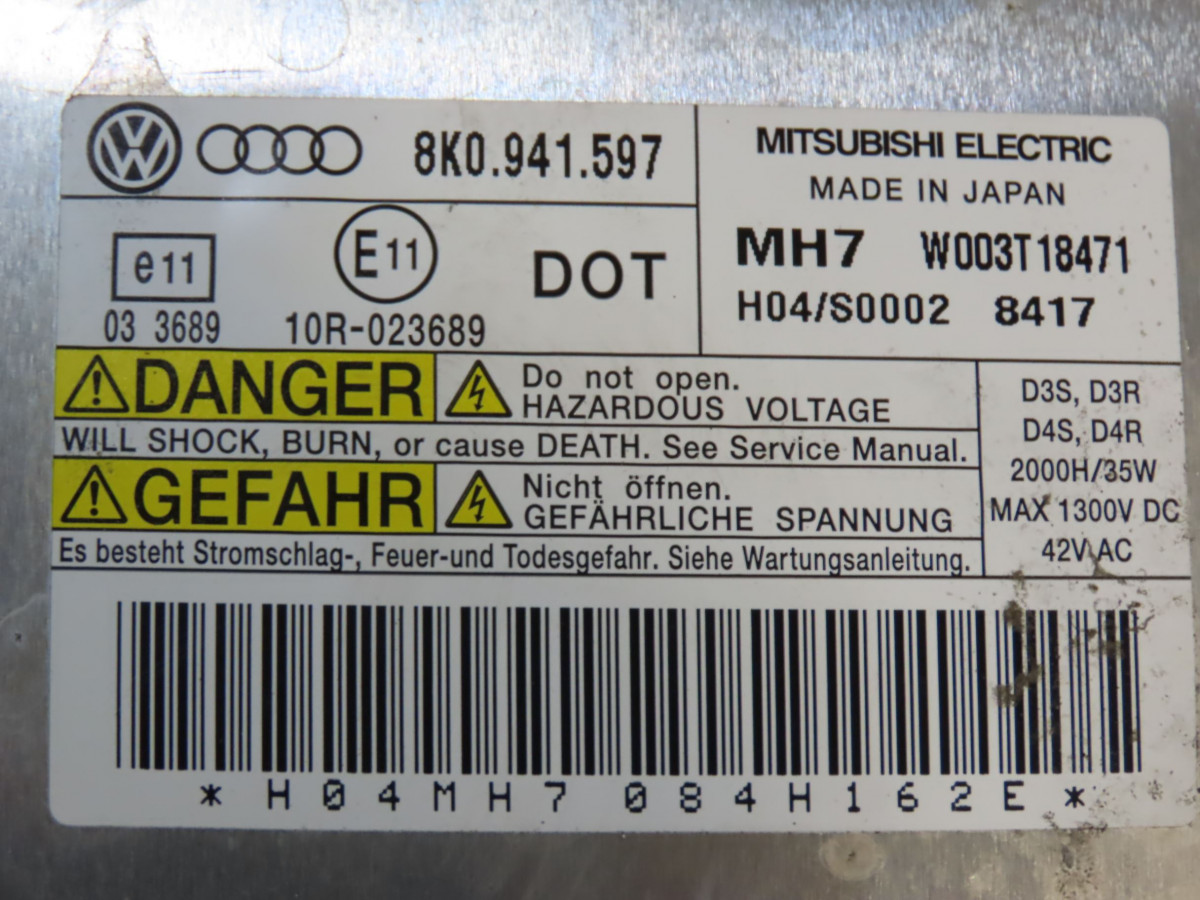 8K0.941.597
MITSUBISHI ELECTRIC
MADE IN JAPAN
MH7 W003T18471
H04/S0002 8417
e11
03 3689
E11
10R-023689
DOT
DANGER
Do not open.
HAZARDOUS VOLTAGE
WILL SHOCK, BURN, or cause DEATH. See Service Manual.
GEFAHR
Nicht öffnen.
GEFÄHRLICHE SPANNUNG
Es besteht Stromschlag-, Feuer-und Todesgefahr. Siehe Wartungsanleitung.
D3S, D3R
D4S, D4R
2000H/35W
MAX 1300V DC
42V AC
*H04MH7084H162E*